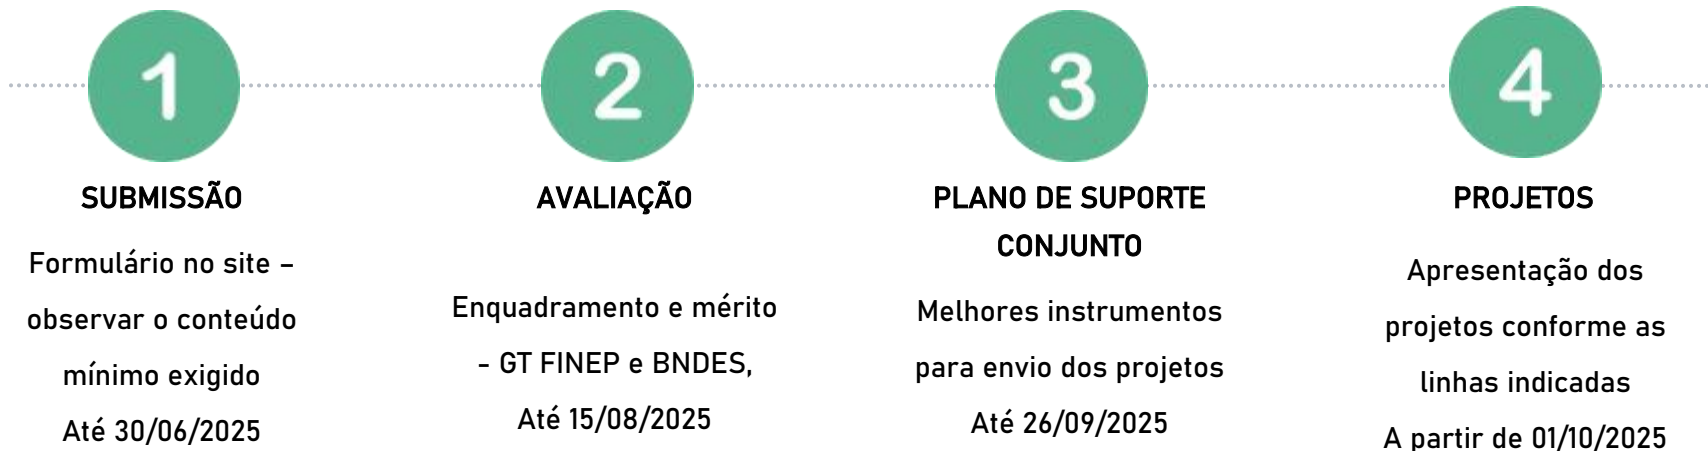 1
SUBMISSÃO
Formulário no site –
observar o conteúdo
mínimo exigido
Até 30/06/2025
2
AVALIAÇÃO
Enquadramento e mérito
- GT FINEP e BNDES,
Até 15/08/2025
3
PLANO DE SUPORTE
CONJUNTO
Melhores instrumentos
para envio dos projetos
Até 26/09/2025
4
PROJETOS
Apresentação dos
projetos conforme as
linhas indicadas
A partir de 01/10/2025